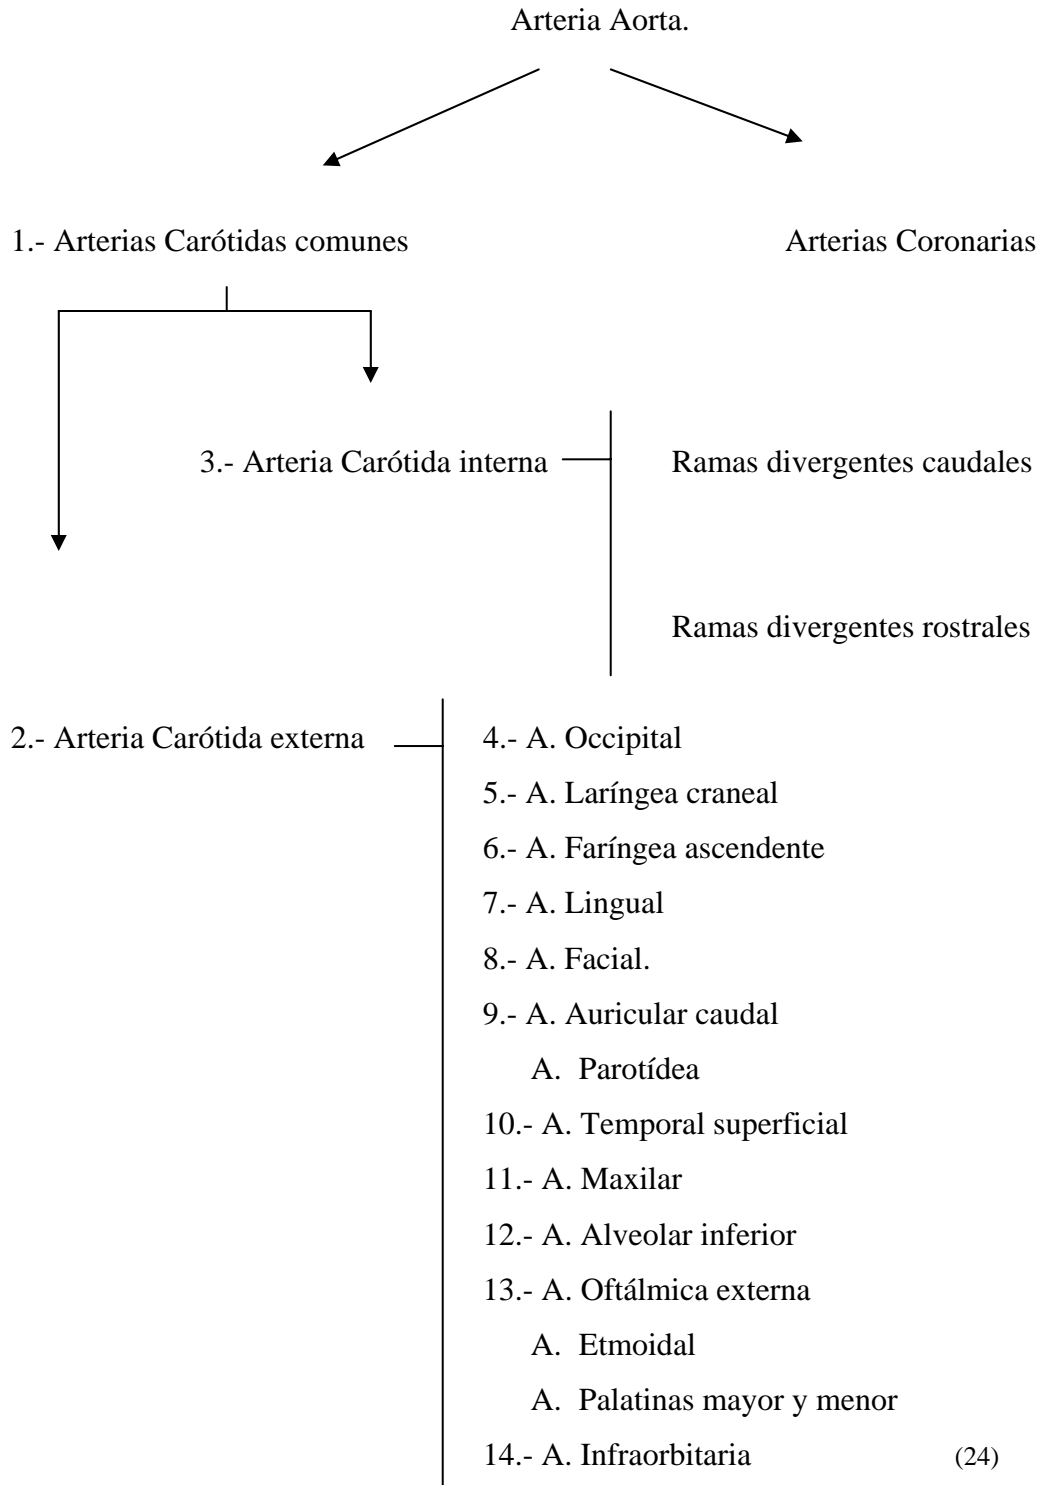 Arteria Aorta.
1.- Arterias Carótidas comunes
Arterias Coronarias
3.- Arteria Carótida interna
Ramas divergentes caudales
Ramas divergentes rostrales
2.- Arteria Carótida externa
4.- A. Occipital
5.- A. Laríngea craneal
6.- A. Faríngea ascendente
7.- A. Lingual
8.- A. Facial.
9.- A. Auricular caudal
A. Parotídea
10.- A. Temporal superficial
11.- A. Maxilar
12.- A. Alveolar inferior
13.- A. Oftálmica externa
A. Etmoidal
A. Palatinas mayor y menor
14.- A. Infraorbitaria (24)